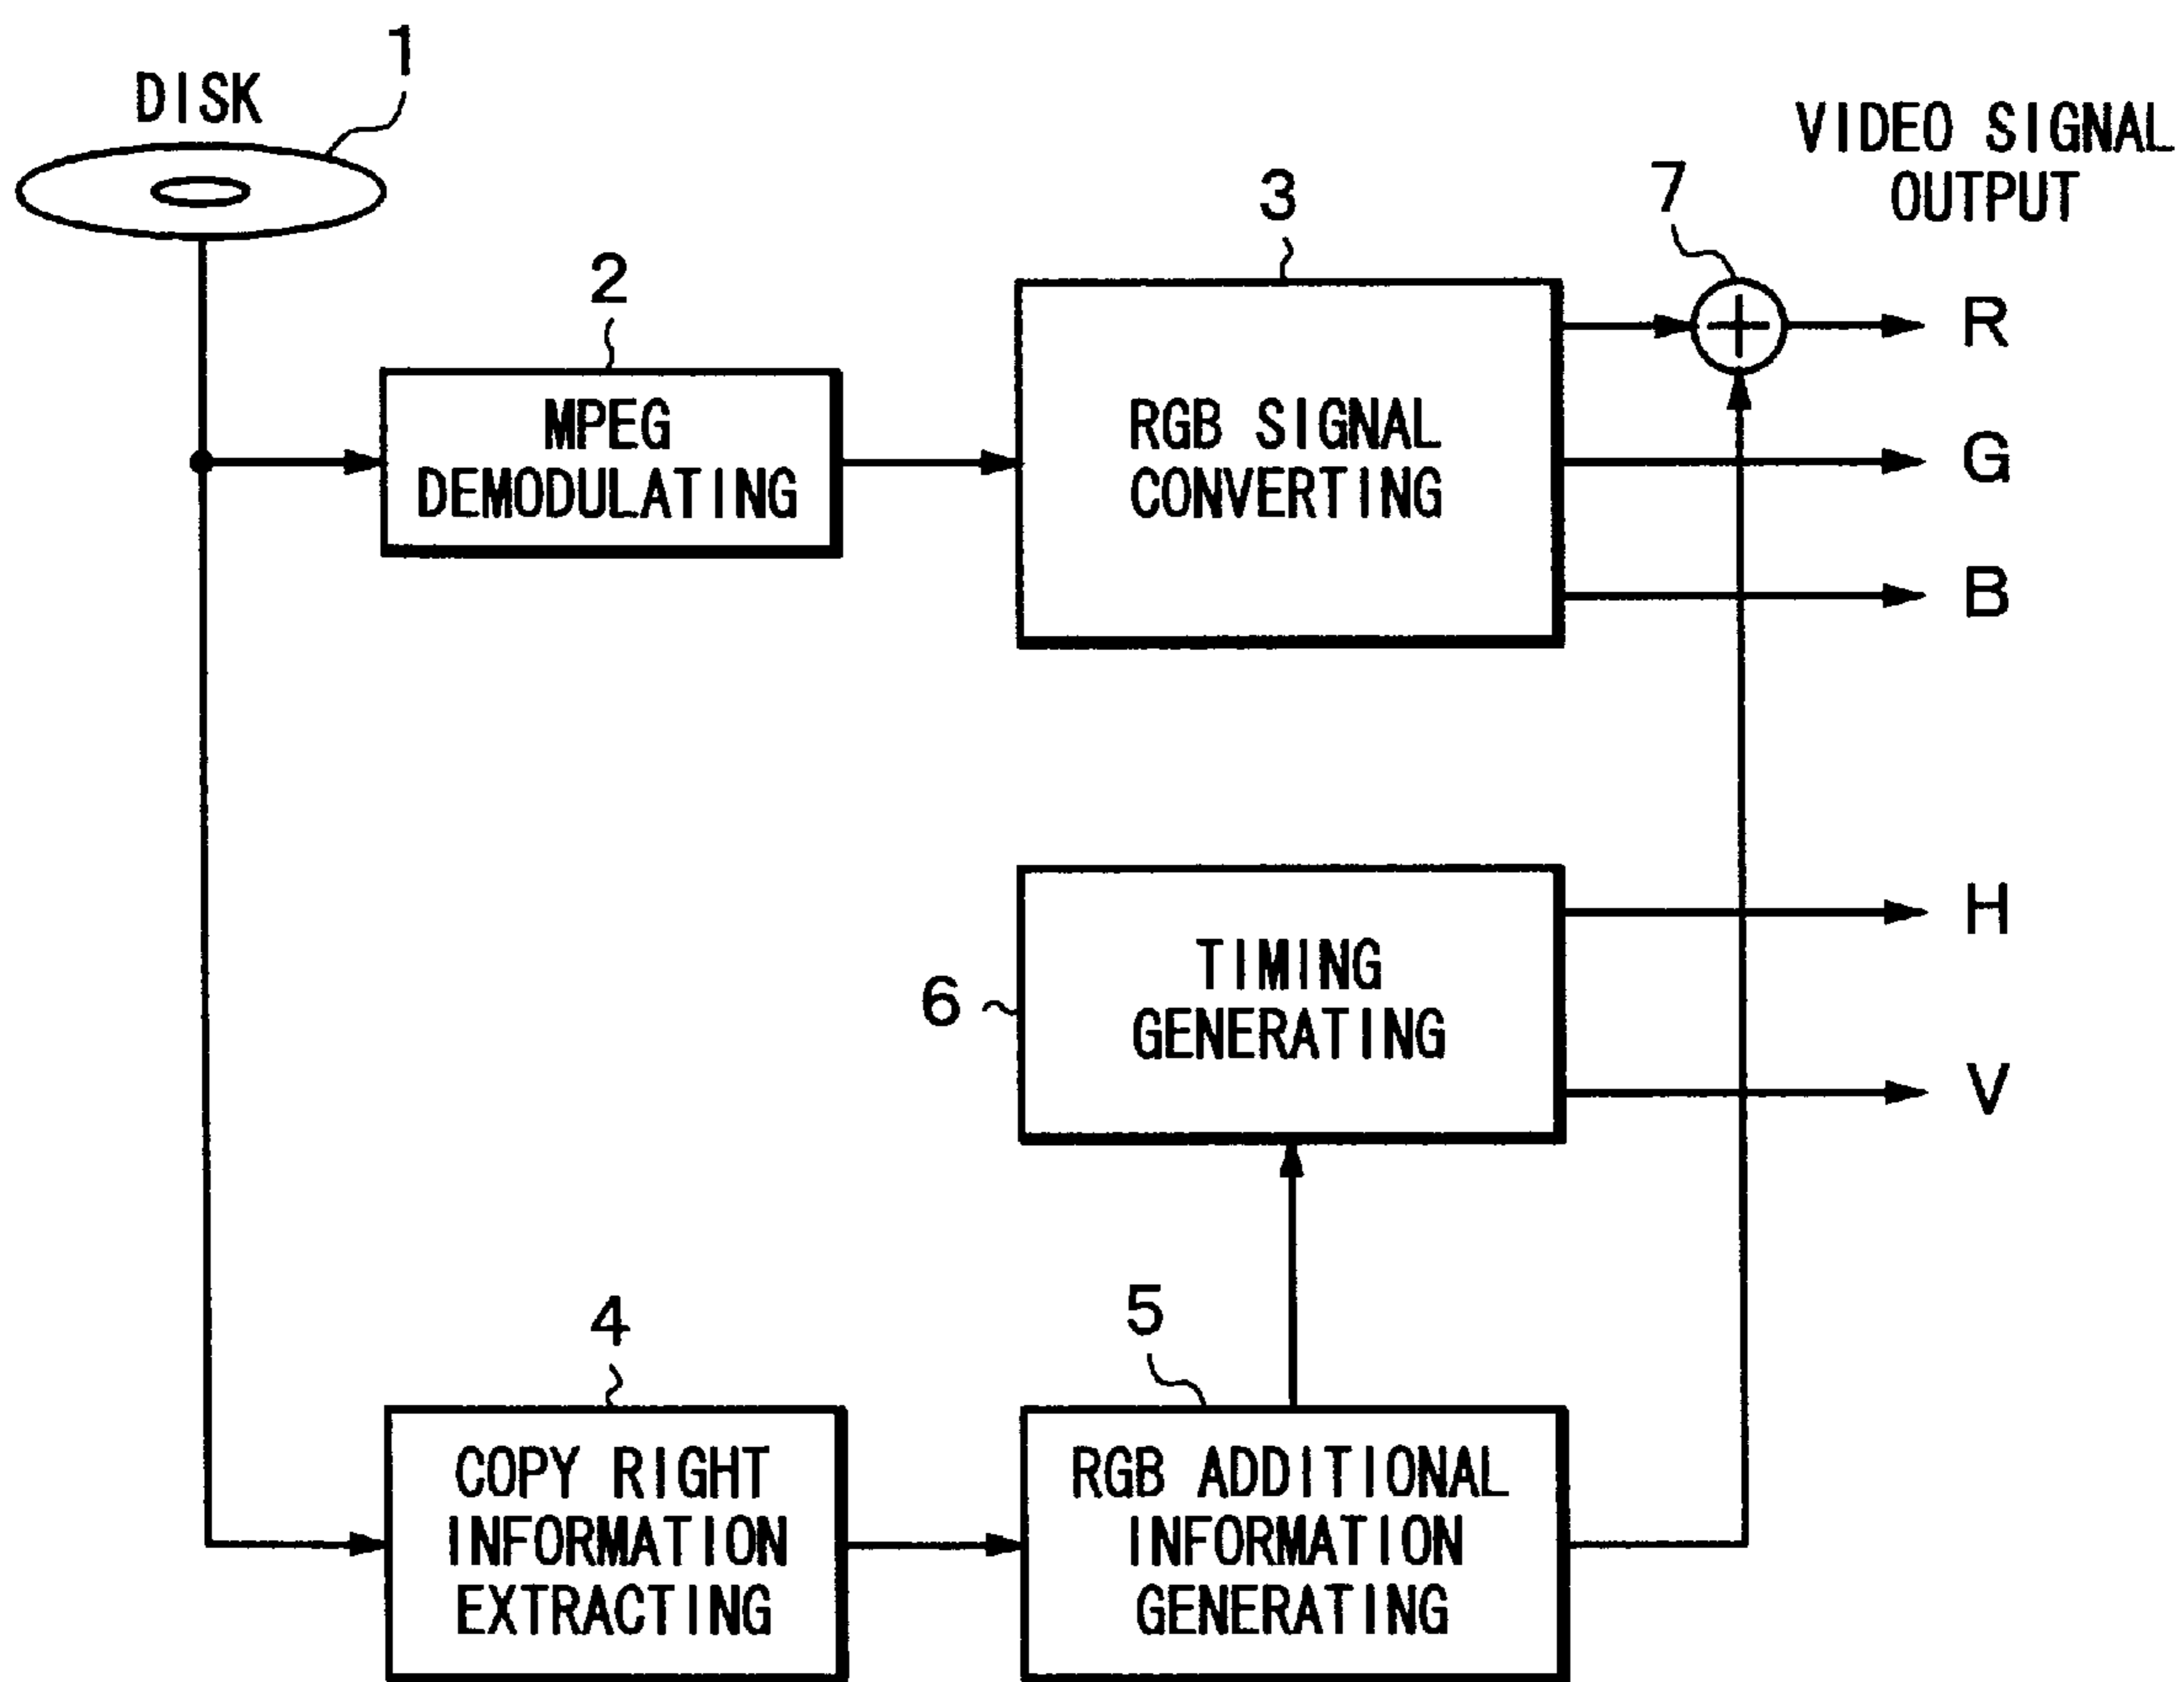 1
DISK
VIDEO SIGNAL
OUTPUT
7
3
2
R
MPEG
DEMODULATING
RGB SIGNAL
CONVERTING
G
B
H
TIMING
GENERATING
6
V
5
4
COPY RIGHT
INFORMATION
EXTRACTING
RGB ADDITIONAL
INFORMATION
GENERATING